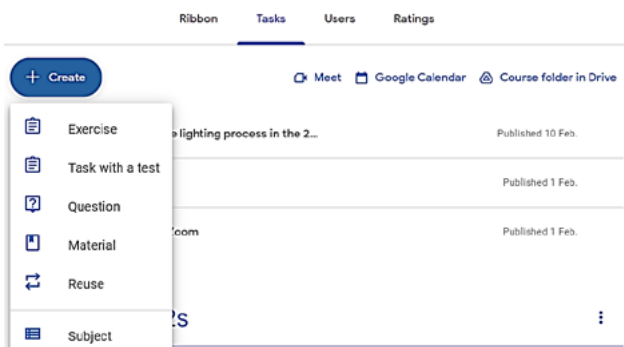 Ribbon Tasks Users Ratings
Create Meet Google Calendar Course folder in Drive
Exercise
lighting process in the 2... Published 10 Feb.
Task with a test
Published 1 Feb.
Question
Material
.com Published 1 Feb.
Reuse
Subject